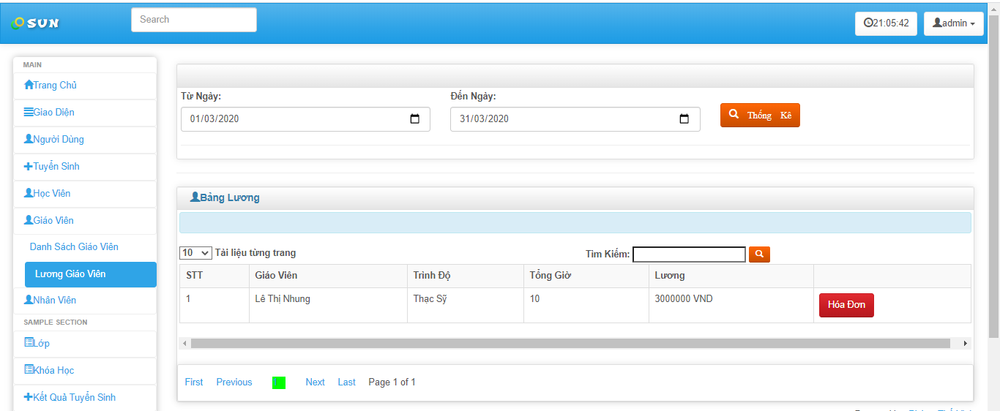 SUN
Search
21:05:42
admin
MAIN
Trang Chủ
Giao Diện
Người Dùng
Tuyển Sinh
Học Viên
Giáo Viên
Danh Sách Giáo Viên
Lương Giáo Viên
Nhân Viên
SAMPLE SECTION
Lớp
Khóa Học
Kết Quả Tuyển Sinh
Từ Ngày:
Đến Ngày:
01/03/2020
31/03/2020
Thống Kê
Bảng Lương
10 Tài liệu từng trang
Tìm Kiếm:
STT Giáo Viên Trình Độ Tổng Giờ Lương
1 Lê Thị Nhung Thạc Sỹ 10 3000000 VND Hóa Đơn
First Previous Next Last Page 1 of 1